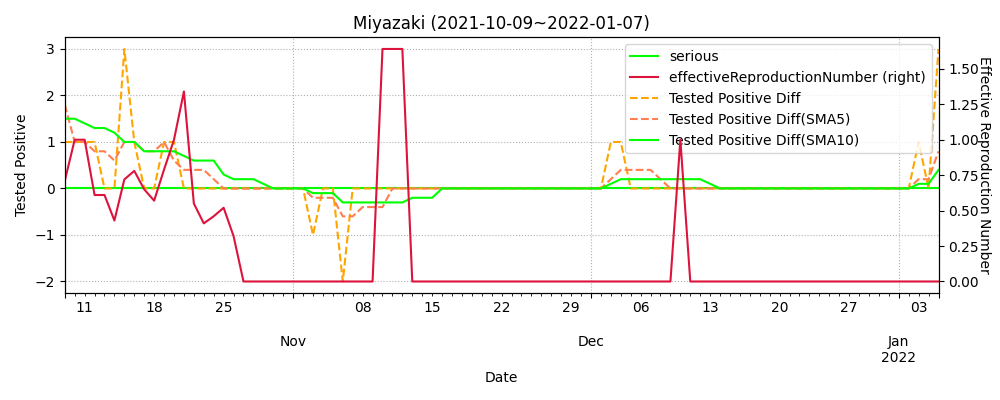 Miyazaki (2021-10-09~2022-01-07)
serious
effectiveReproductionNumber (right)
Tested Positive Diff
Tested Positive Diff(SMA5)
Tested Positive Diff(SMA10)
Tested Positive
3
2
1
0
−1
−2
1.50
1.25
1.00
0.75
0.50
0.25
0.00
Effective Reproduction Number
11 18 25 08 15 22 29 06 13 20 27 03
Nov Dec Jan
2022
Date